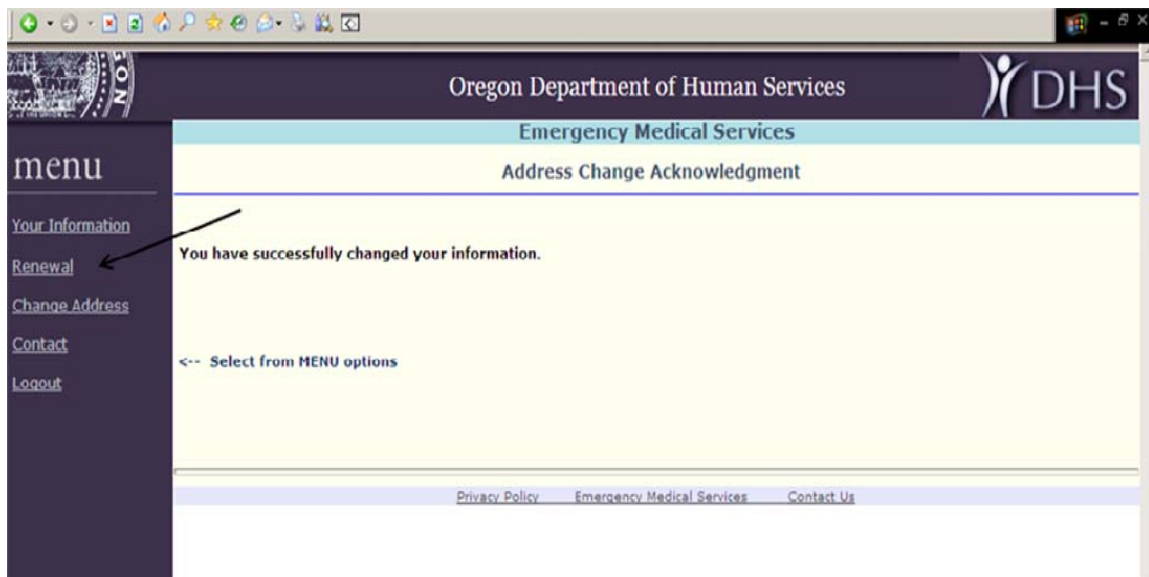 Oregon Department of Human Services
DHS
Emergency Medical Services
Address Change Acknowledgment
menu
Your Information
Renewal
Change Address
Contact
Logout
You have successfully changed your information.
<-- Select from MENU options
Privacy Policy Emergency Medical Services Contact Us